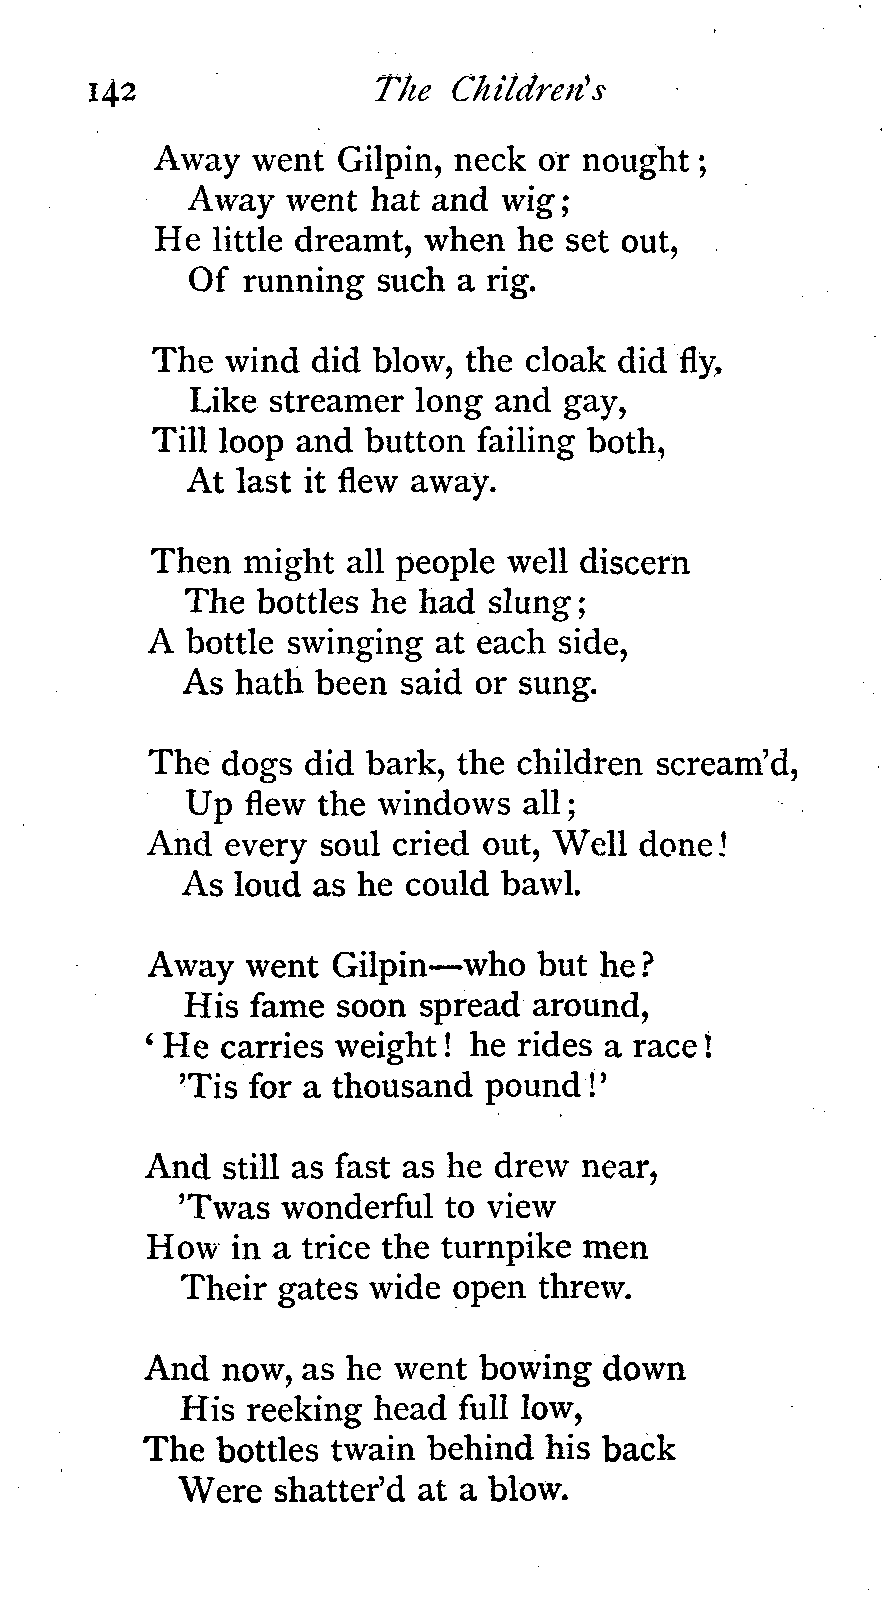 142 The Children's
Away went Gilpin, neck or nought;
Away went hat and wig;
He little dreamt, when he set out,
Of running such a rig.
The wind did blow, the cloak did fly,
Like streamer long and gay,
Till loop and button failing both,
At last it flew away.
Then might all people well discern
The bottles he had slung;
A bottle swinging at each side,
As hath been said or sung.
The dogs did bark, the children scream'd,
Up flew the windows all;
And every soul cried out, Well done!
As loud as he could bawl.
Away went Gilpin—who but he?
His fame soon spread around,
‘He carries weight! he rides a race!
’Tis for a thousand pound!’
And still as fast as he drew near,
’Twas wonderful to view
How in a trice the turnpike men
Their gates wide open threw.
And now, as he went bowing down
His reeking head full low,
The bottles twain behind his back
Were shatter’d at a blow.